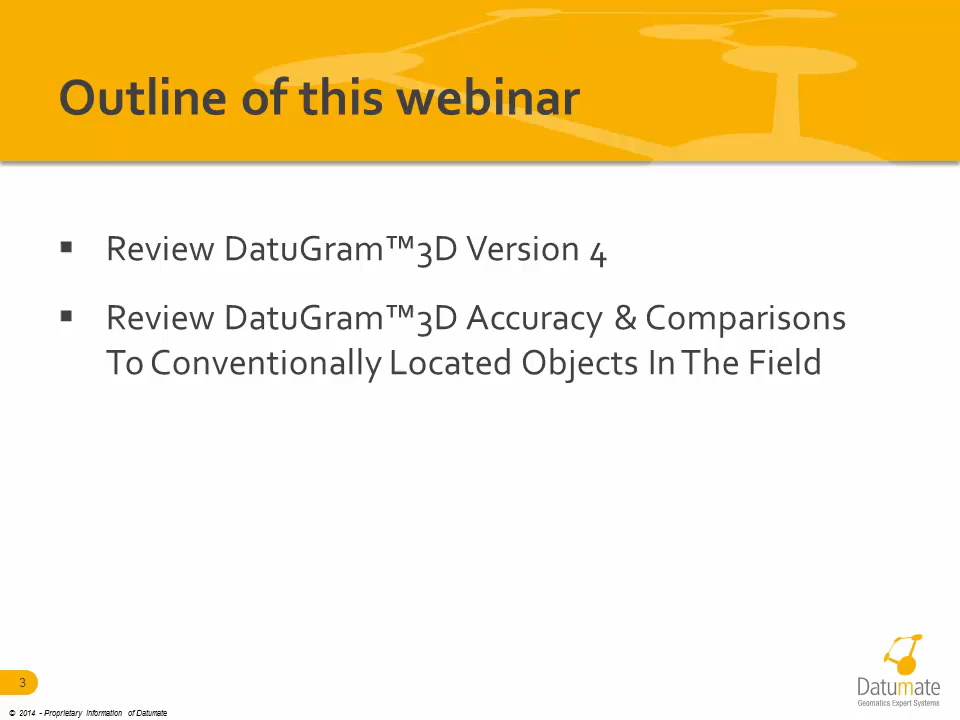 Outline of this webinar
▪ Review DatuGram™3D Version 4
▪ Review DatuGram™3D Accuracy & Comparisons
To Conventionally Located Objects In The Field
3
© 2014 - Proprietary Information of Datumate
Datumate
Geomatics Expert Systems